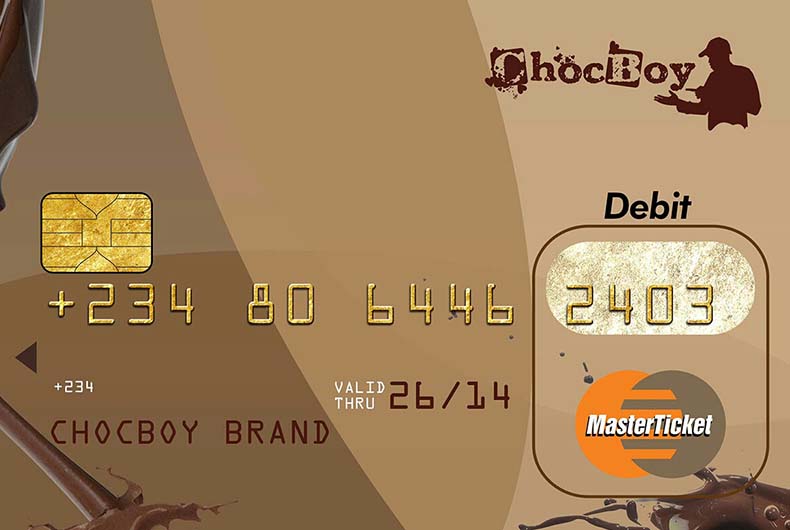 ChocBoy
Debit
+234 80 6446 2403
+234
VALID THRU 26/14
CHOCBOY BRAND
MasterTicket